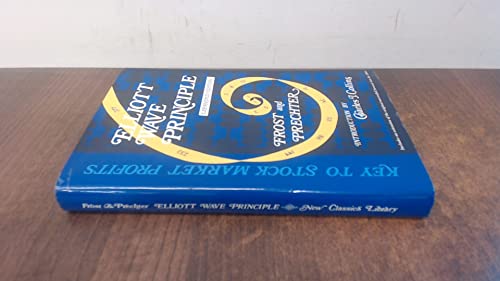 ELLIOTT
WAVE
PRINCIPLE
FROST and
PRECHTER
INTRODUCTION BY
Charles J. Collins
KEY TO STOCK MARKET PROFITS
Frost & Prechter ELLIOTT WAVE PRINCIPLE New Classics Library